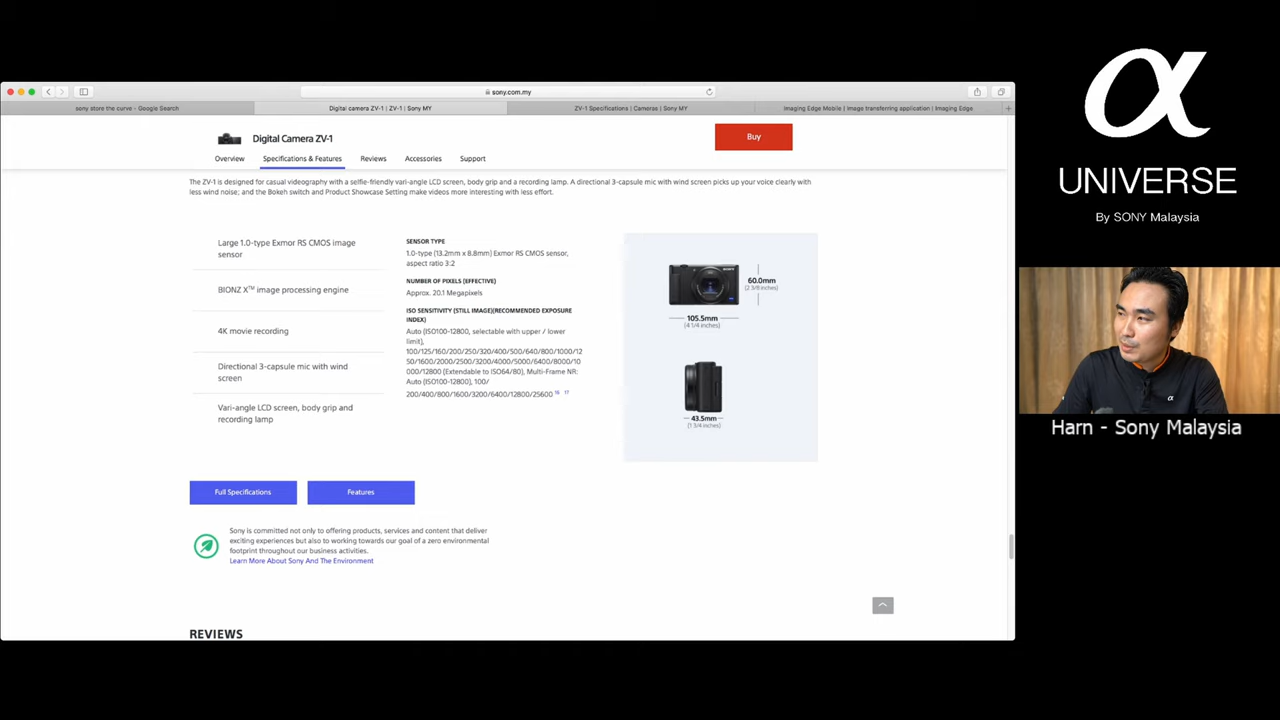 sony.com.my
sony store the curve - Google Search
Digital camera ZV-1 | ZV-1 | Sony MY
ZV-1 Specifications | Cameras | Sony MY
Imaging Edge Mobile | Image transferring application | Imaging Edge
Digital Camera ZV-1
Buy
Overview
Specifications & Features
Reviews
Accessories
Support
The ZV-1 is designed for casual videography with a selfie-friendly vari-angle LCD screen, body grip and a recording lamp. A directional 3-capsule mic with wind screen picks up your voice clearly with
less wind noise; and the Bokeh switch and Product Showcase Setting make videos more interesting with less effort.
Large 1.0-type Exmor RS CMOS image
sensor
BIONZ X™ image processing engine
4K movie recording
Directional 3-capsule mic with wind
screen
Vari-angle LCD screen, body grip and
recording lamp
SENSOR TYPE
1.0-type (13.2mm x 8.8mm) Exmor RS CMOS sensor,
aspect ratio 3:2
NUMBER OF PIXELS (EFFECTIVE)
Approx. 20.1 Megapixels
ISO SENSITIVITY (STILL IMAGE)(RECOMMENDED EXPOSURE
INDEX)
Auto (ISO100-12800, selectable with upper / lower
limit),
100/125/160/200/250/320/400/500/640/800/1000/12
50/1600/2000/2500/3200/4000/5000/6400/8000/10
000/12800 (Extendable to ISO64/80), Multi-Frame NR:
Auto (ISO100-12800), 100/
200/400/800/1600/3200/6400/12800/25600 16 17
SONY
60.0mm
(2 3/8 inches)
105.5mm
(4 1/4 inches)
43.5mm
(1 3/4 inches)
Full Specifications
Features
Sony is committed not only to offering products, services and content that deliver
exciting experiences but also to working towards our goal of a zero environmental
footprint throughout our business activities.
Learn More About Sony And The Environment
REVIEWS
α
UNIVERSE
By SONY Malaysia
α
Harn - Sony Malaysia